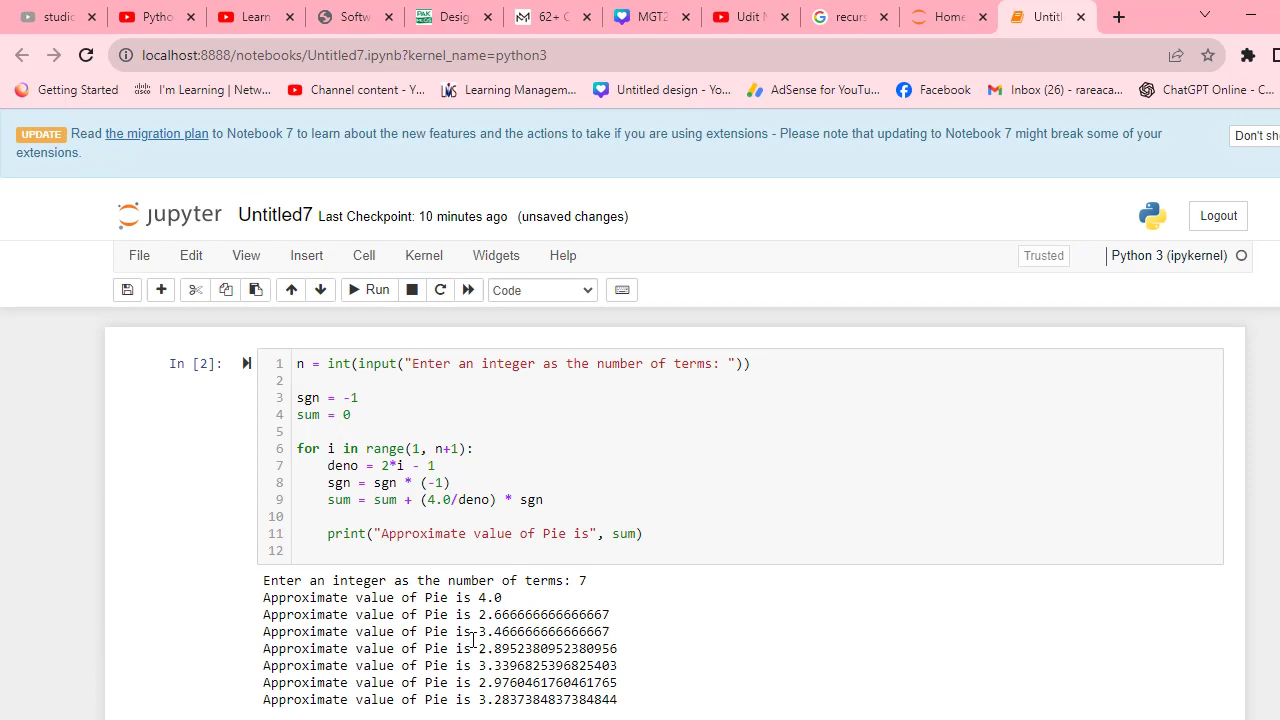 studic
Pytho
Learn
Softw
Desig
62+ C
MGT2
Udit N
recurs
Home
Untitl
localhost:8888/notebooks/Untitled7.ipynb?kernel_name=python3
Getting Started
I'm Learning | Netw...
Channel content - Y...
Learning Managem...
Untitled design - Yo...
AdSense for YouTu...
Facebook
Inbox (26) - rareaca...
ChatGPT Online - C...
UPDATE Read the migration plan to Notebook 7 to learn about the new features and the actions to take if you are using extensions - Please note that updating to Notebook 7 might break some of your
extensions.
Don't sh
jupyter Untitled7 Last Checkpoint: 10 minutes ago (unsaved changes)
Logout
File Edit View Insert Cell Kernel Widgets Help
Trusted
Python 3 (ipykernel)
Run
Code
In [2]:
1 n = int(input("Enter an integer as the number of terms: "))
2
3 sgn = -1
4 sum = 0
5
6 for i in range(1, n+1):
7 deno = 2*i - 1
8 sgn = sgn * (-1)
9 sum = sum + (4.0/deno) * sgn
10
11 print("Approximate value of Pie is", sum)
12
Enter an integer as the number of terms: 7
Approximate value of Pie is 4.0
Approximate value of Pie is 2.666666666666667
Approximate value of Pie is 3.466666666666667
Approximate value of Pie is 2.8952380952380956
Approximate value of Pie is 3.3396825396825403
Approximate value of Pie is 2.9760461760461765
Approximate value of Pie is 3.2837384837384844